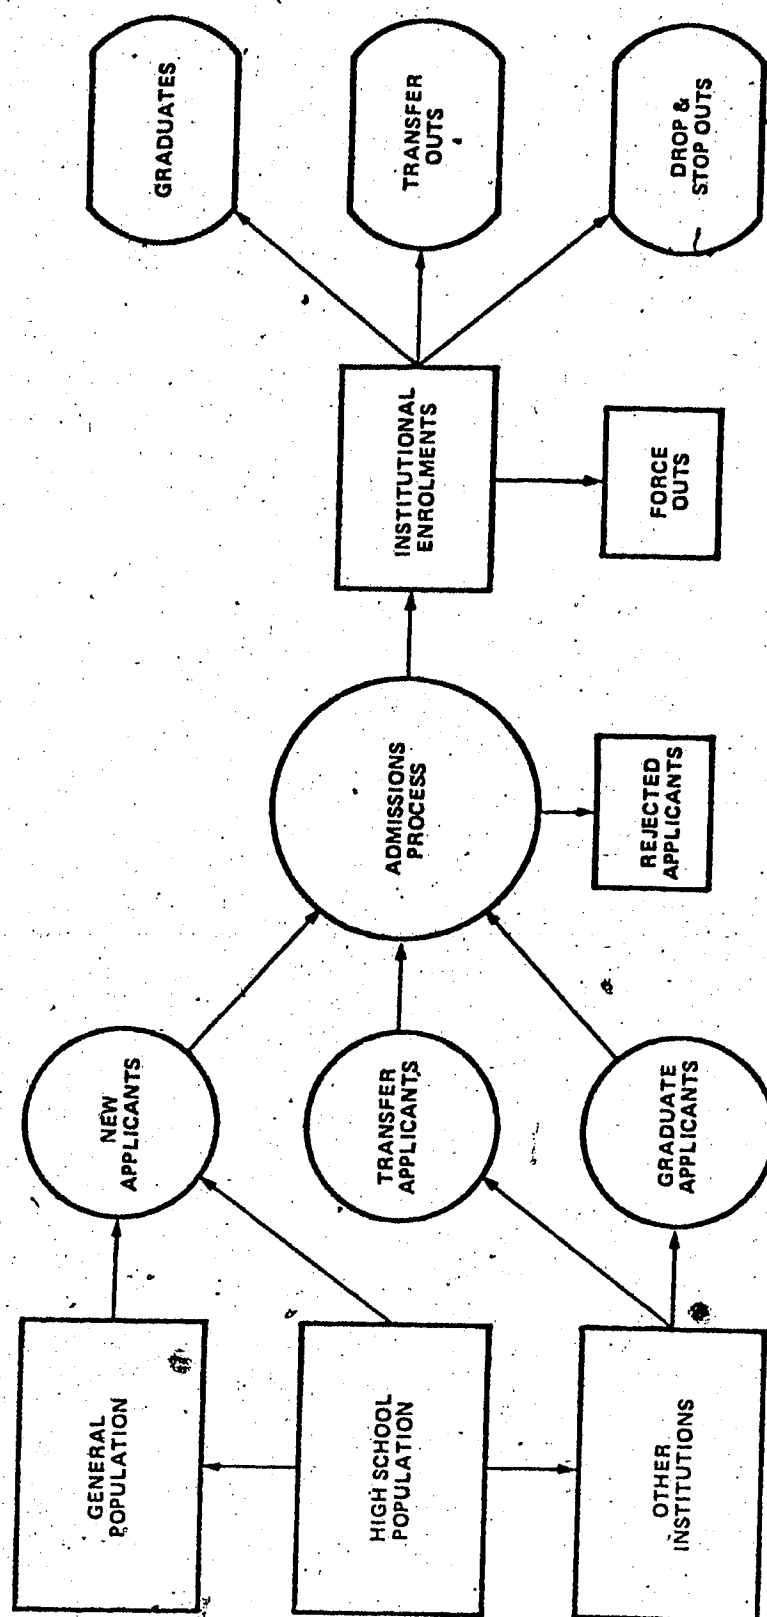 GENERAL
POPULATION
HIGH SCHOOL
POPULATION
OTHER
INSTITUTIONS
NEW
APPLICANTS
TRANSFER
APPLICANTS
GRADUATE
APPLICANTS
ADMISSIONS
PROCESS
REJECTED
APPLICANTS
INSTITUTIONAL
ENROLMENTS
FORCE
OUTS
GRADUATES
TRANSFER
OUTS
DROP &
STOP OUTS